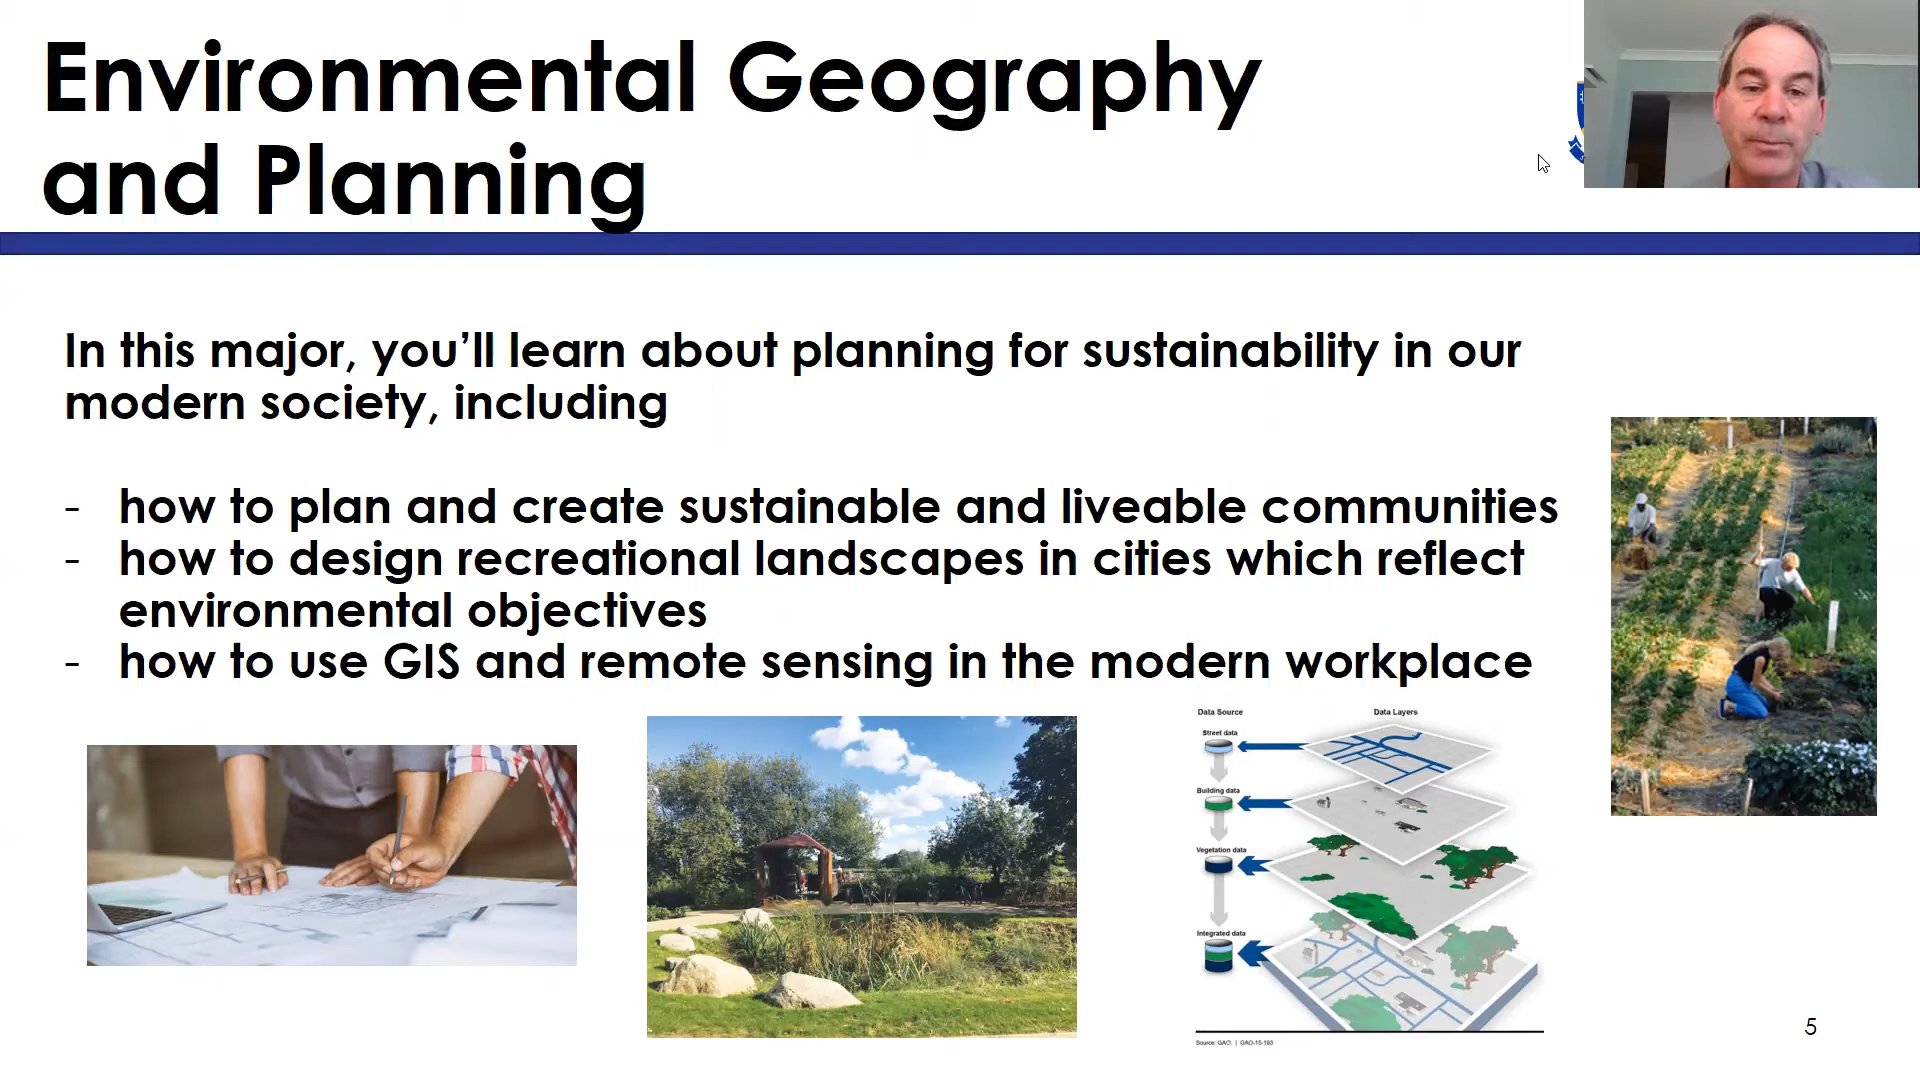 Environmental Geography
and Planning
In this major, you’ll learn about planning for sustainability in our
modern society, including
- how to plan and create sustainable and liveable communities
- how to design recreational landscapes in cities which reflect
environmental objectives
- how to use GIS and remote sensing in the modern workplace
Data Source
Data Layers
Street data
Building data
Vegetation data
Integrated data
Source: GAO. | GAO-15-193
5